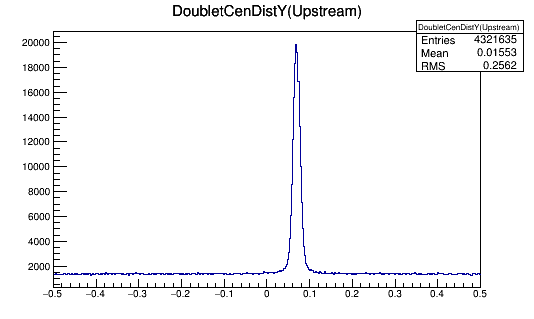 DoubletCenDistY(Upstream)
DoubletCenDistY(Upstream)
Entries 4321635
Mean 0.01553
RMS 0.2562
20000
18000
16000
14000
12000
10000
8000
6000
4000
2000
−0.5 −0.4 −0.3 −0.2 −0.1 0 0.1 0.2 0.3 0.4 0.5